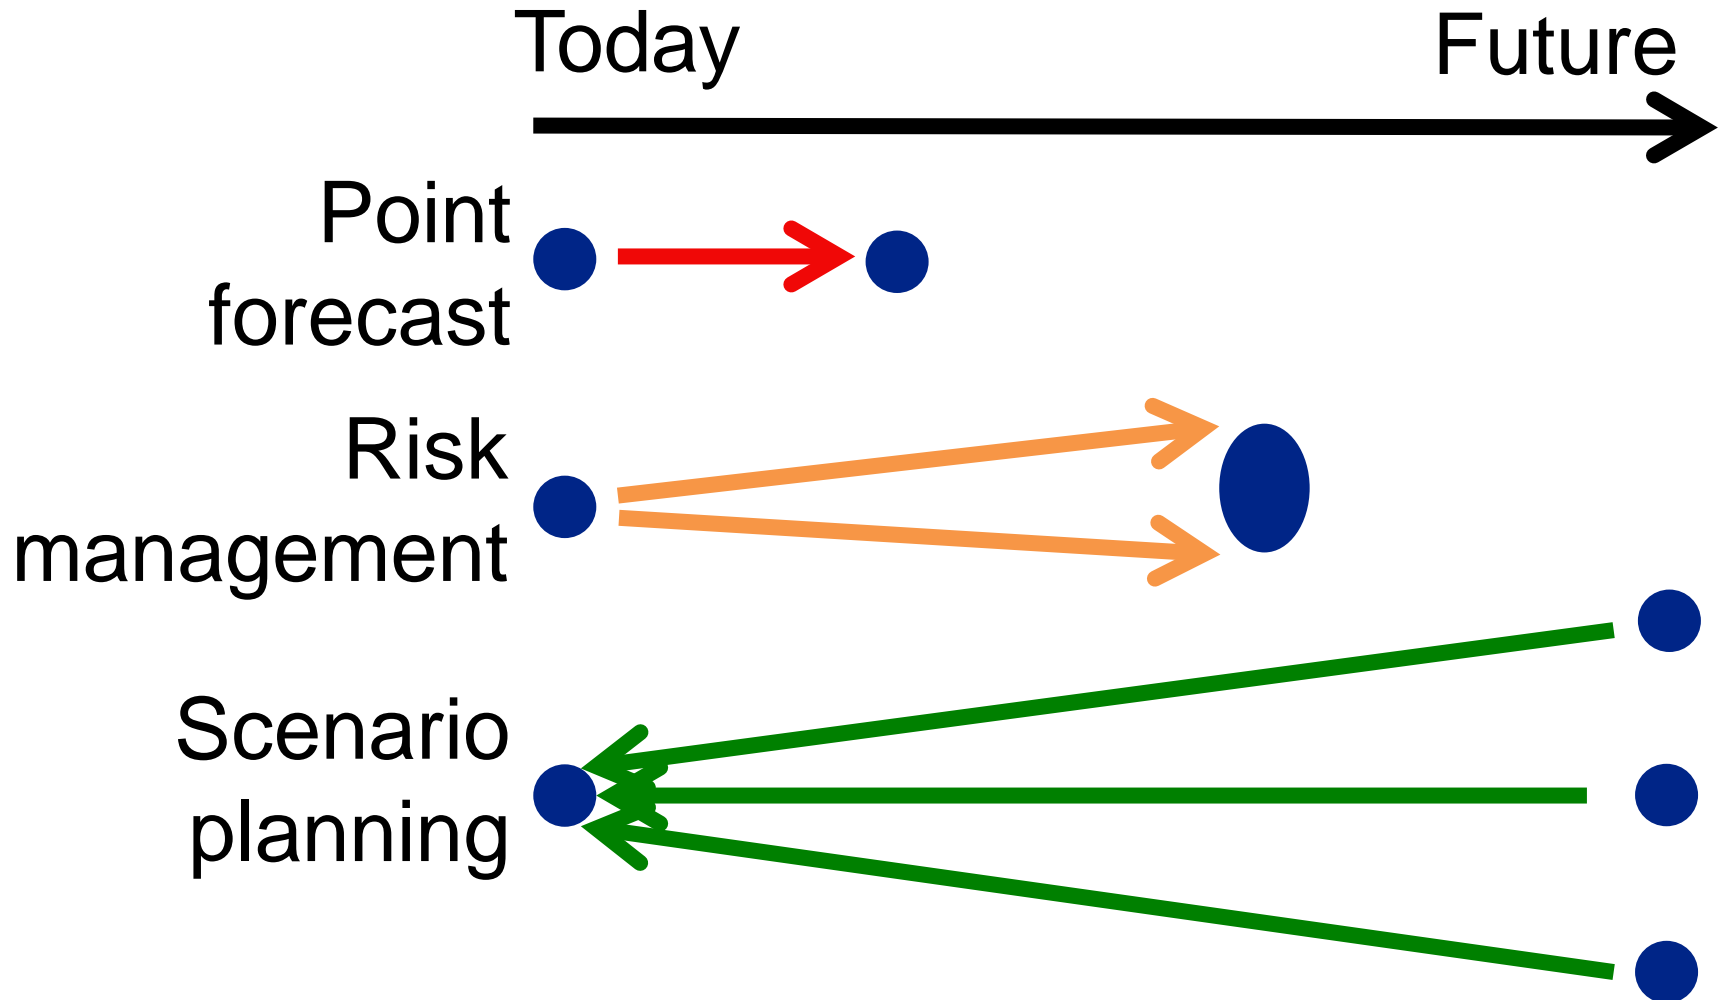 Today
Future
Point
forecast
Risk
management
Scenario
planning